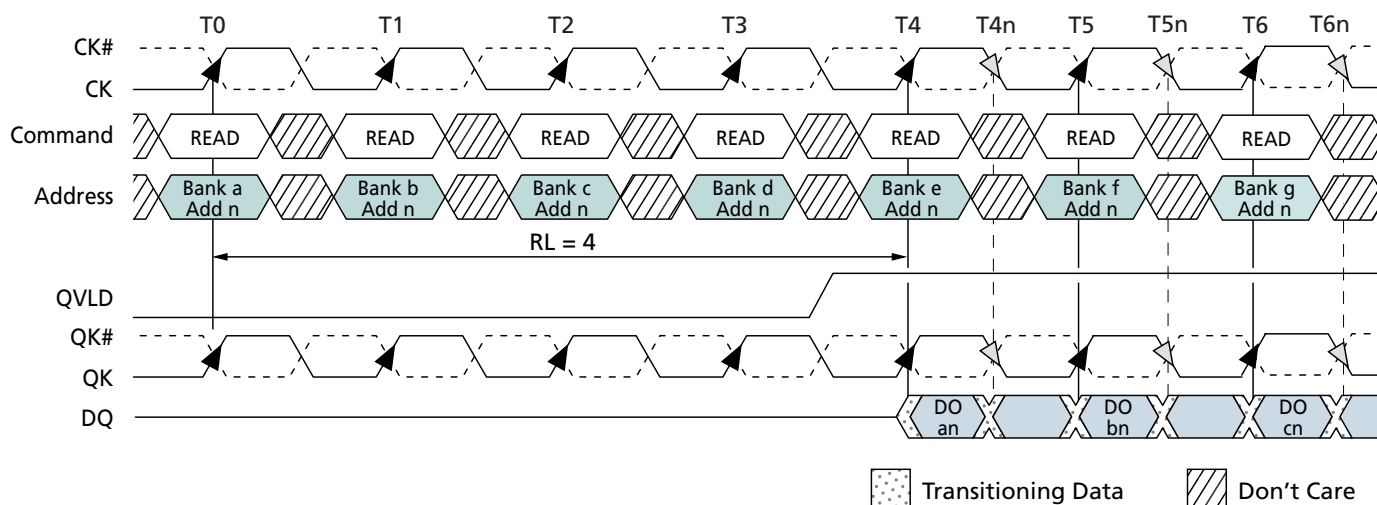 T0 T1 T2 T3 T4 T4n T5 T5n T6 T6n
CK#
CK
Command READ READ READ READ READ READ READ
Address Bank a Bank b Bank c Bank d Bank e Bank f Bank g
Add n Add n Add n Add n Add n Add n Add n
RL = 4
QVLD
QK#
QK
DQ DO DO DO
an bn cn
Transitioning Data Don't Care